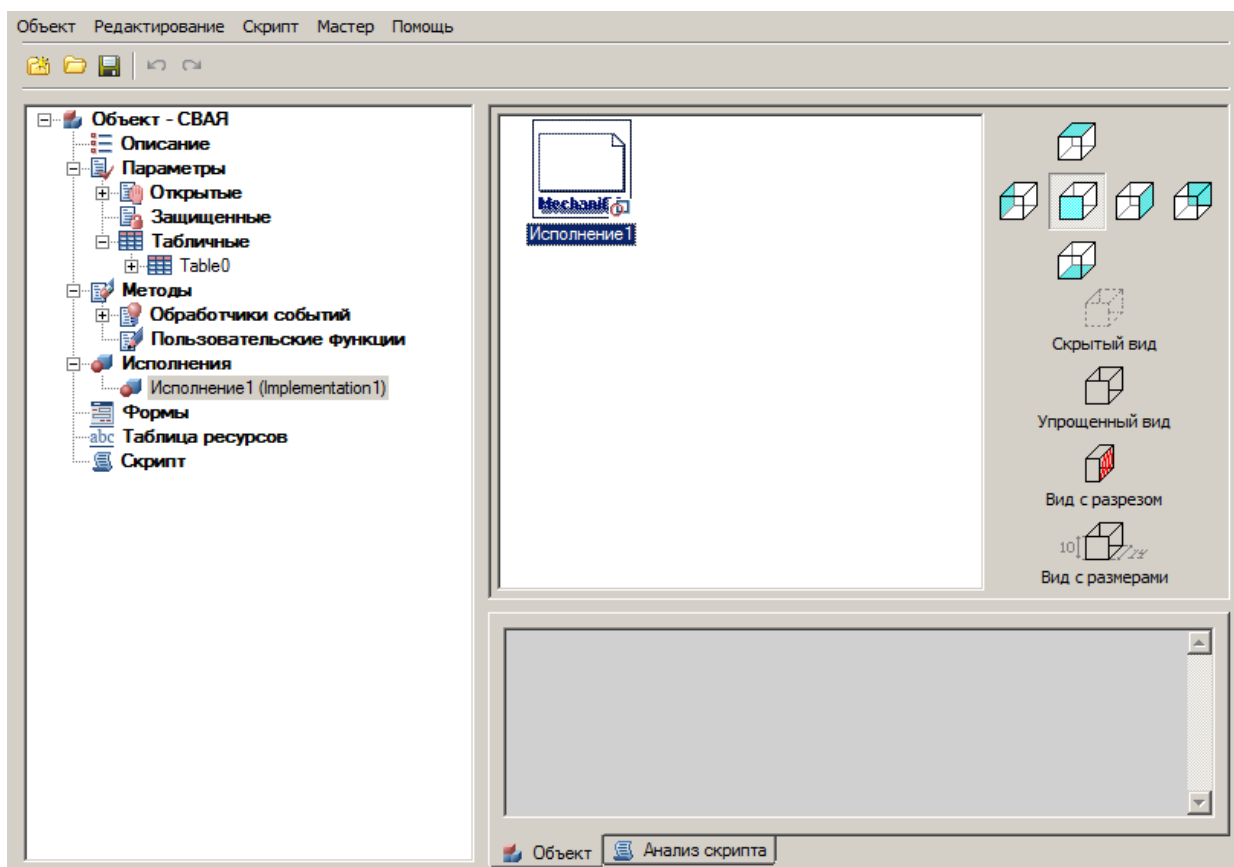 Объект Редактирование Скрипт Мастер Помощь
Объект - СВАЯ
Описание
Параметры
Открытые
Защищенные
Табличные
Table0
Методы
Обработчики событий
Пользовательские функции
Исполнения
Исполнение1 (Implementation1)
Формы
abc Таблица ресурсов
Скрипт
Исполнение1
Скрытый вид
Упрощенный вид
Вид с разрезом
10
Вид с размерами
Объект Анализ скрипта